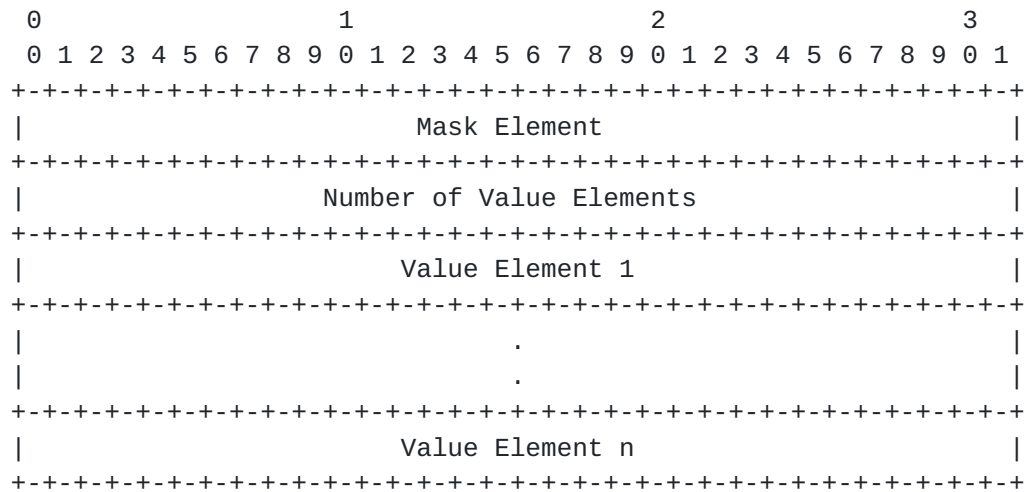 0                   1                   2                   3
 0 1 2 3 4 5 6 7 8 9 0 1 2 3 4 5 6 7 8 9 0 1 2 3 4 5 6 7 8 9 0 1
+-+-+-+-+-+-+-+-+-+-+-+-+-+-+-+-+-+-+-+-+-+-+-+-+-+-+-+-+-+-+-+-+
|                         Mask Element                          |
+-+-+-+-+-+-+-+-+-+-+-+-+-+-+-+-+-+-+-+-+-+-+-+-+-+-+-+-+-+-+-+-+
|                   Number of Value Elements                    |
+-+-+-+-+-+-+-+-+-+-+-+-+-+-+-+-+-+-+-+-+-+-+-+-+-+-+-+-+-+-+-+-+
|                        Value Element 1                        |
+-+-+-+-+-+-+-+-+-+-+-+-+-+-+-+-+-+-+-+-+-+-+-+-+-+-+-+-+-+-+-+-+
|                               .                               |
|                               .                               |
+-+-+-+-+-+-+-+-+-+-+-+-+-+-+-+-+-+-+-+-+-+-+-+-+-+-+-+-+-+-+-+-+
|                        Value Element n                        |
+-+-+-+-+-+-+-+-+-+-+-+-+-+-+-+-+-+-+-+-+-+-+-+-+-+-+-+-+-+-+-+-+